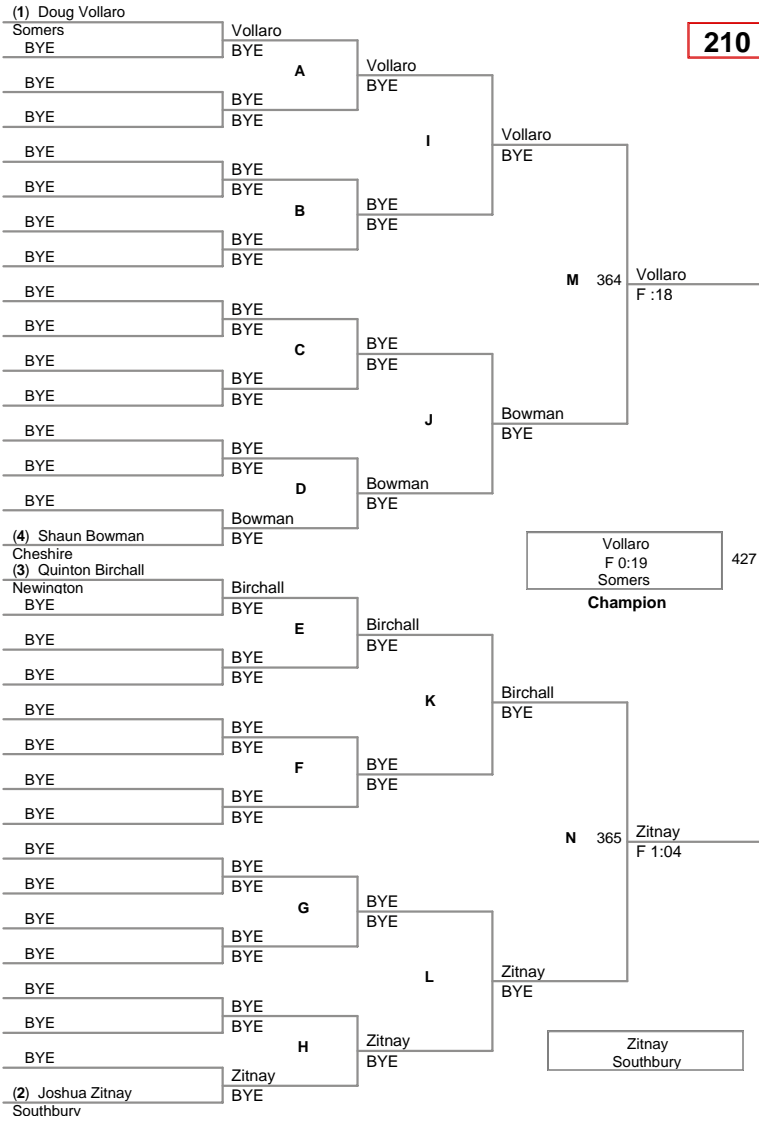 (1) Doug Vollaro
Somers
BYE
BYE
BYE
BYE
BYE
BYE
BYE
BYE
BYE
BYE
BYE
BYE
BYE
BYE
(4) Shaun Bowman
Cheshire
(3) Quinton Birchall
Newington
BYE
BYE
BYE
BYE
BYE
BYE
BYE
BYE
BYE
BYE
BYE
BYE
BYE
BYE
(2) Joshua Zitnay
Southbury
Vollaro
BYE
A
BYE
BYE
BYE
BYE
B
BYE
BYE
BYE
BYE
C
BYE
BYE
BYE
BYE
D
Bowman
BYE
Birchall
BYE
E
BYE
BYE
BYE
BYE
F
BYE
BYE
BYE
BYE
G
BYE
BYE
BYE
BYE
H
Zitnay
BYE
Vollaro
BYE
I
BYE
BYE
BYE
BYE
J
Bowman
BYE
Birchall
BYE
K
BYE
BYE
BYE
BYE
L
Zitnay
BYE
Vollaro
BYE
M 364
Bowman
BYE
Birchall
BYE
N 365
Zitnay
BYE
210
Vollaro
F :18
Vollaro
F 0:19
Somers
427
Champion
Zitnay
F 1:04
Zitnay
Southbury